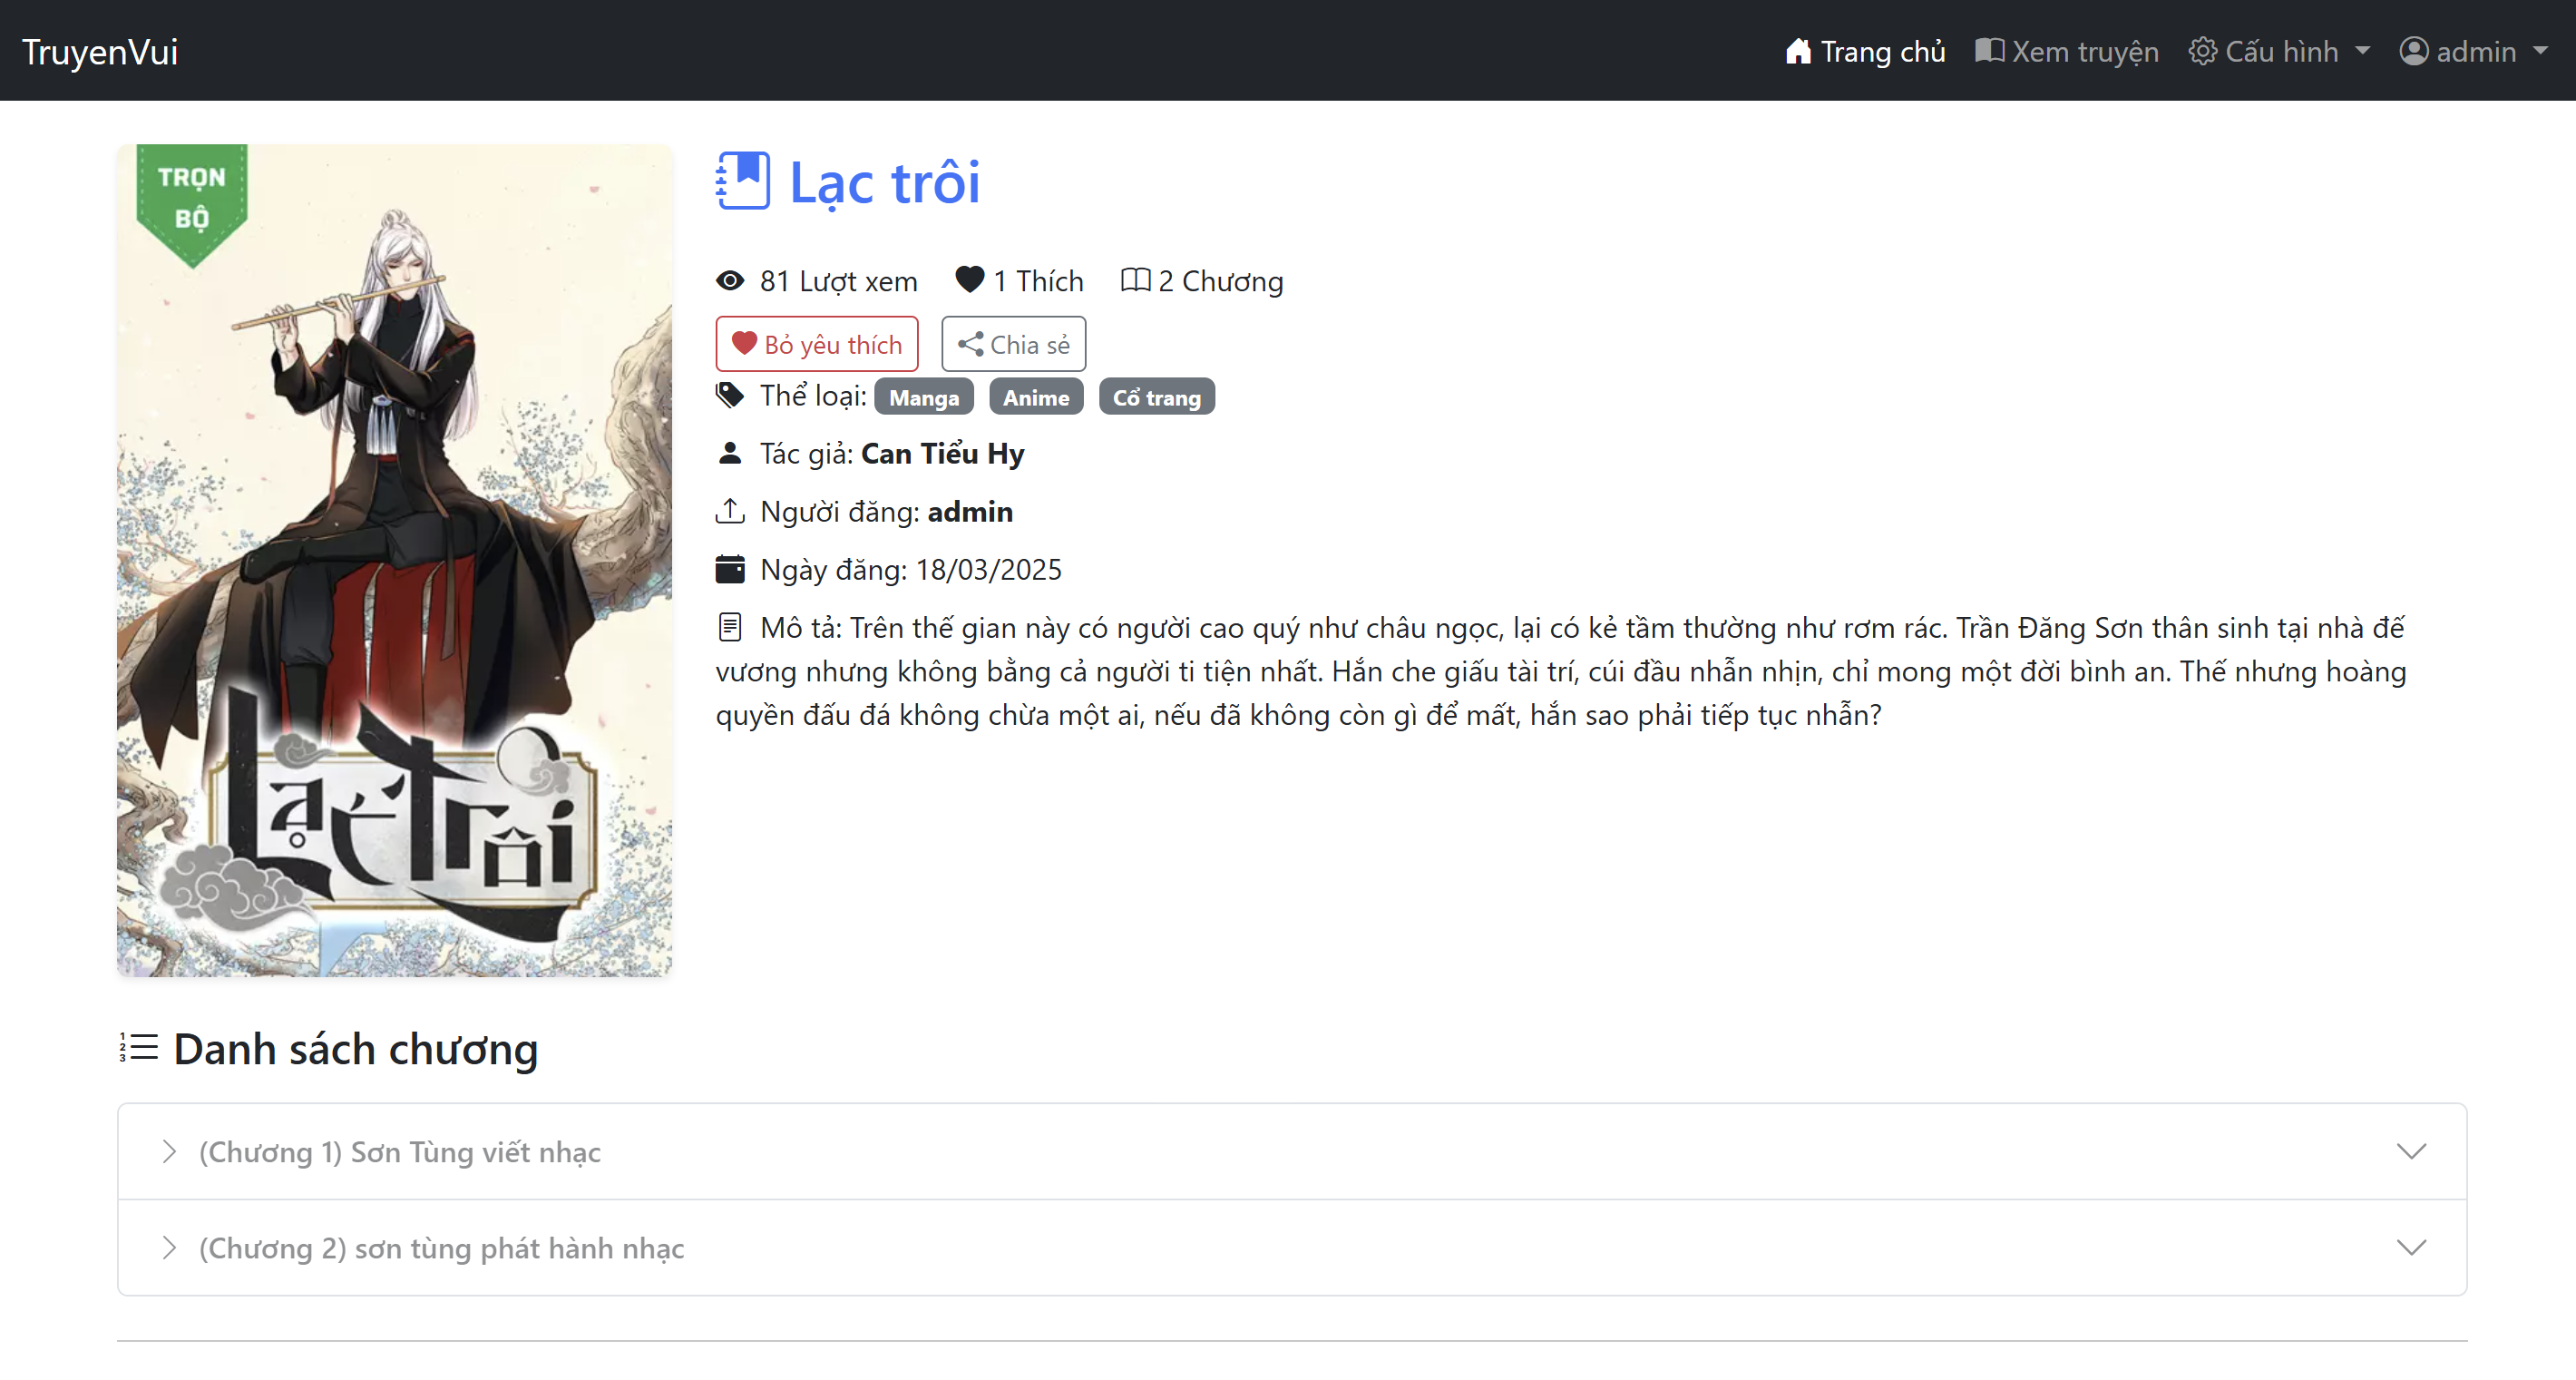 TruyenVui
Trang chủ
Xem truyện
Cấu hình
admin
TRỌN
BỘ
Lạc trôi
Lạc trôi
81 Lượt xem
1 Thích
2 Chương
Bỏ yêu thích
Chia sẻ
Thể loại: Manga Anime Cổ trang
Tác giả: Can Tiểu Hy
Người đăng: admin
Ngày đăng: 18/03/2025
Mô tả: Trên thế gian này có người cao quý như châu ngọc, lại có kẻ tầm thường như rơm rác. Trần Đăng Sơn thân sinh tại nhà đế
vương nhưng không bằng cả người ti tiện nhất. Hắn che giấu tài trí, cúi đầu nhẫn nhịn, chỉ mong một đời bình an. Thế nhưng hoàng
quyền đấu đá không chừa một ai, nếu đã không còn gì để mất, hắn sao phải tiếp tục nhẫn?
Danh sách chương
(Chương 1) Sơn Tùng viết nhạc
(Chương 2) sơn tùng phát hành nhạc